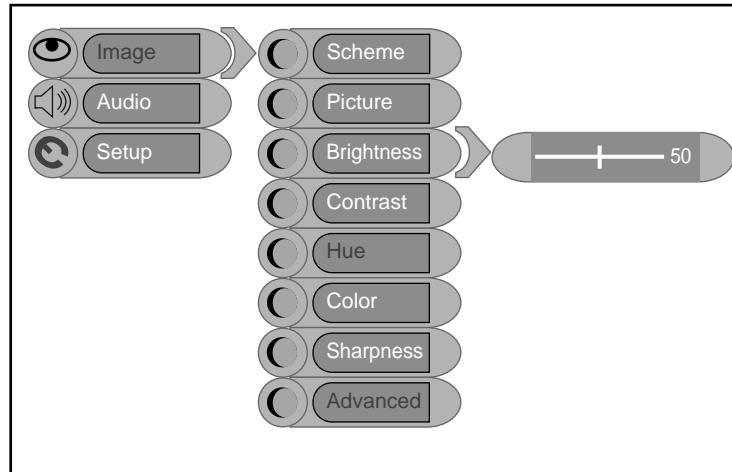 Image
Audio
Setup
Scheme
Picture
Brightness
Contrast
Hue
Color
Sharpness
Advanced
50